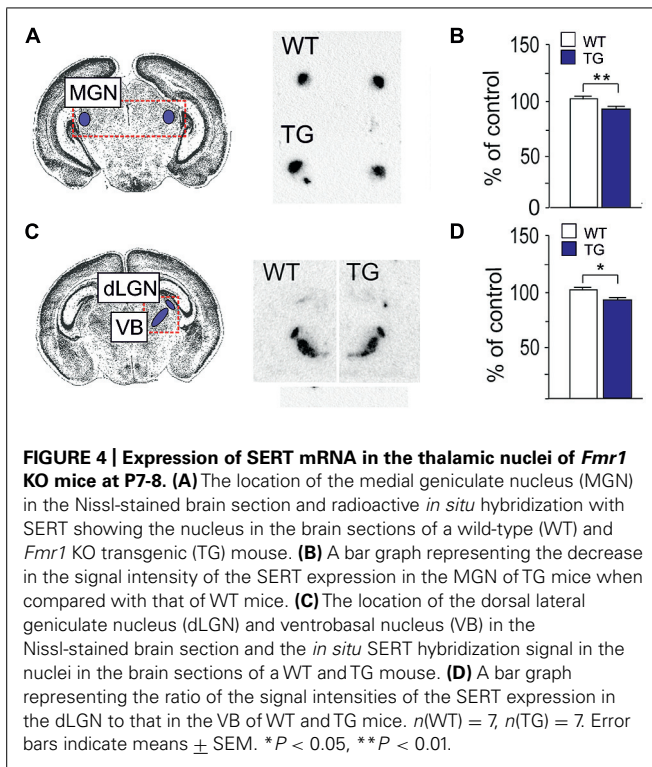 A
MGN
WT
TG
B
150
100
50
0
% of control
WT
TG
**
C
dLGN
VB
WT
TG
D
150
100
50
% of control
WT
TG
*
FIGURE 4 | Expression of SERT mRNA in the thalamic nuclei of Fmr1
KO mice at P7-8. (A) The location of the medial geniculate nucleus (MGN)
in the Nissl-stained brain section and radioactive in situ hybridization with
SERT showing the nucleus in the brain sections of a wild-type (WT) and
Fmr1 KO transgenic (TG) mouse. (B) A bar graph representing the decrease
in the signal intensity of the SERT expression in the MGN of TG mice when
compared with that of WT mice. (C) The location of the dorsal lateral
geniculate nucleus (dLGN) and ventrobasal nucleus (VB) in the
Nissl-stained brain section and the in situ SERT hybridization signal in the
nuclei in the brain sections of a WT and TG mouse. (D) A bar graph
representing the ratio of the signal intensities of the SERT expression in
the dLGN to that in the VB of WT and TG mice. n(WT) = 7, n(TG) = 7. Error
bars indicate means ± SEM. *P < 0.05, **P < 0.01.